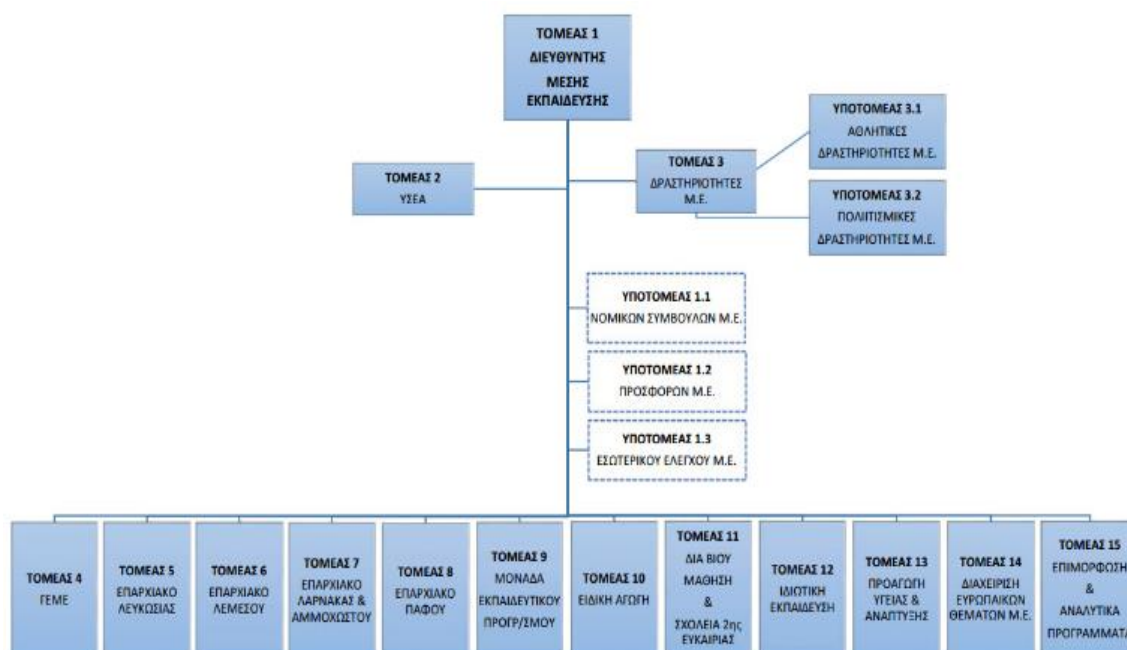 ΤΟΜΕΑΣ 1
ΔΙΕΥΘΥΝΤΗΣ
ΜΕΣΗΣ
ΕΚΠΑΙΔΕΥΣΗΣ
ΤΟΜΕΑΣ 2
ΥΣΕΑ
ΤΟΜΕΑΣ 3
ΔΡΑΣΤΗΡΙΟΤΗΤΕΣ
Μ.Ε.
ΥΠΟΤΟΜΕΑΣ 3.1
ΑΘΛΗΤΙΚΕΣ
ΔΡΑΣΤΗΡΙΟΤΗΤΕΣ Μ.Ε.
ΥΠΟΤΟΜΕΑΣ 3.2
ΠΟΛΙΤΙΣΜΙΚΕΣ
ΔΡΑΣΤΗΡΙΟΤΗΤΕΣ Μ.Ε.
ΥΠΟΤΟΜΕΑΣ 1.1
ΝΟΜΙΚΩΝ ΣΥΜΒΟΥΛΩΝ Μ.Ε.
ΥΠΟΤΟΜΕΑΣ 1.2
ΠΡΟΣΦΟΡΩΝ Μ.Ε.
ΥΠΟΤΟΜΕΑΣ 1.3
ΕΣΩΤΕΡΙΚΟΥ ΕΛΕΓΧΟΥ Μ.Ε.
ΤΟΜΕΑΣ 4
ΓΕΜΕ
ΤΟΜΕΑΣ 5
ΕΠΑΡΧΙΑΚΟ
ΛΕΥΚΩΣΙΑΣ
ΤΟΜΕΑΣ 6
ΕΠΑΡΧΙΑΚΟ
ΛΕΜΕΣΟΥ
ΤΟΜΕΑΣ 7
ΕΠΑΡΧΙΑΚΟ
ΛΑΡΝΑΚΑΣ &
ΑΜΜΟΧΩΣΤΟΥ
ΤΟΜΕΑΣ 8
ΕΠΑΡΧΙΑΚΟ
ΠΑΦΟΥ
ΤΟΜΕΑΣ 9
ΜΟΝΑΔΑ
ΕΚΠΑΙΔΕΥΤΙΚΟΥ
ΠΡΟΓΡ/ΣΜΟΥ
ΤΟΜΕΑΣ 10
ΕΙΔΙΚΗ ΑΓΩΓΗ
ΤΟΜΕΑΣ 11
ΔΙΑ ΒΙΟΥ
ΜΑΘΗΣΗ
&
ΣΧΟΛΕΙΑ 2ης
ΕΥΚΑΙΡΙΑΣ
ΤΟΜΕΑΣ 12
ΙΔΙΩΤΙΚΗ
ΕΚΠΑΙΔΕΥΣΗ
ΤΟΜΕΑΣ 13
ΠΡΟΑΓΩΓΗ
ΥΓΕΙΑΣ &
ΑΝΑΠΤΥΞΗΣ
ΤΟΜΕΑΣ 14
ΔΙΑΧΕΙΡΙΣΗ
ΕΥΡΩΠΑΙΚΩΝ
ΘΕΜΑΤΩΝ Μ.Ε.
ΤΟΜΕΑΣ 15
ΕΠΙΜΟΡΦΩΣΗ
&
ΑΝΑΛΥΤΙΚΑ
ΠΡΟΓΡΑΜΜΑΤΑ